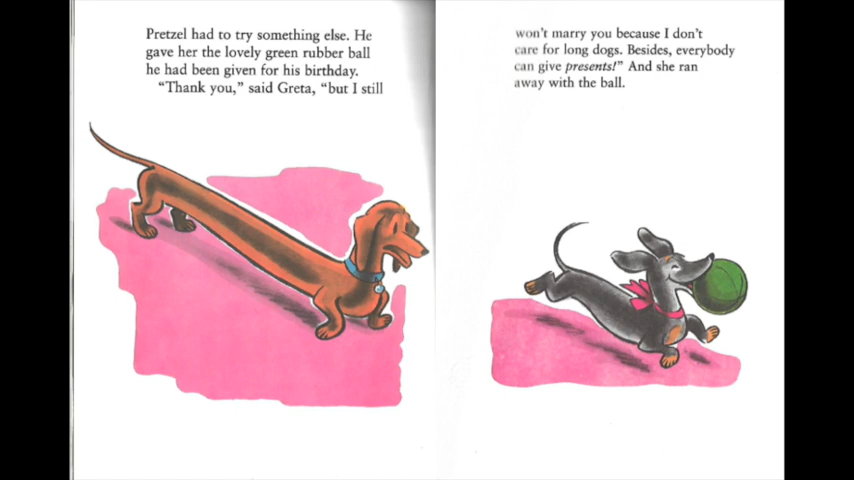 Pretzel had to try something else. He
gave her the lovely green rubber ball
he had been given for his birthday.
"Thank you," said Greta, "but I still
won't marry you because I don't
care for long dogs. Besides, everybody
can give presents!" And she ran
away with the ball.